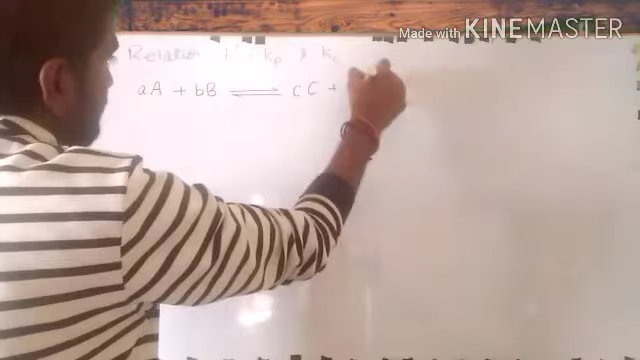 Made with KINEMASTER
Relation b/w Kp & Kc
aA + bB ⇌ cC +